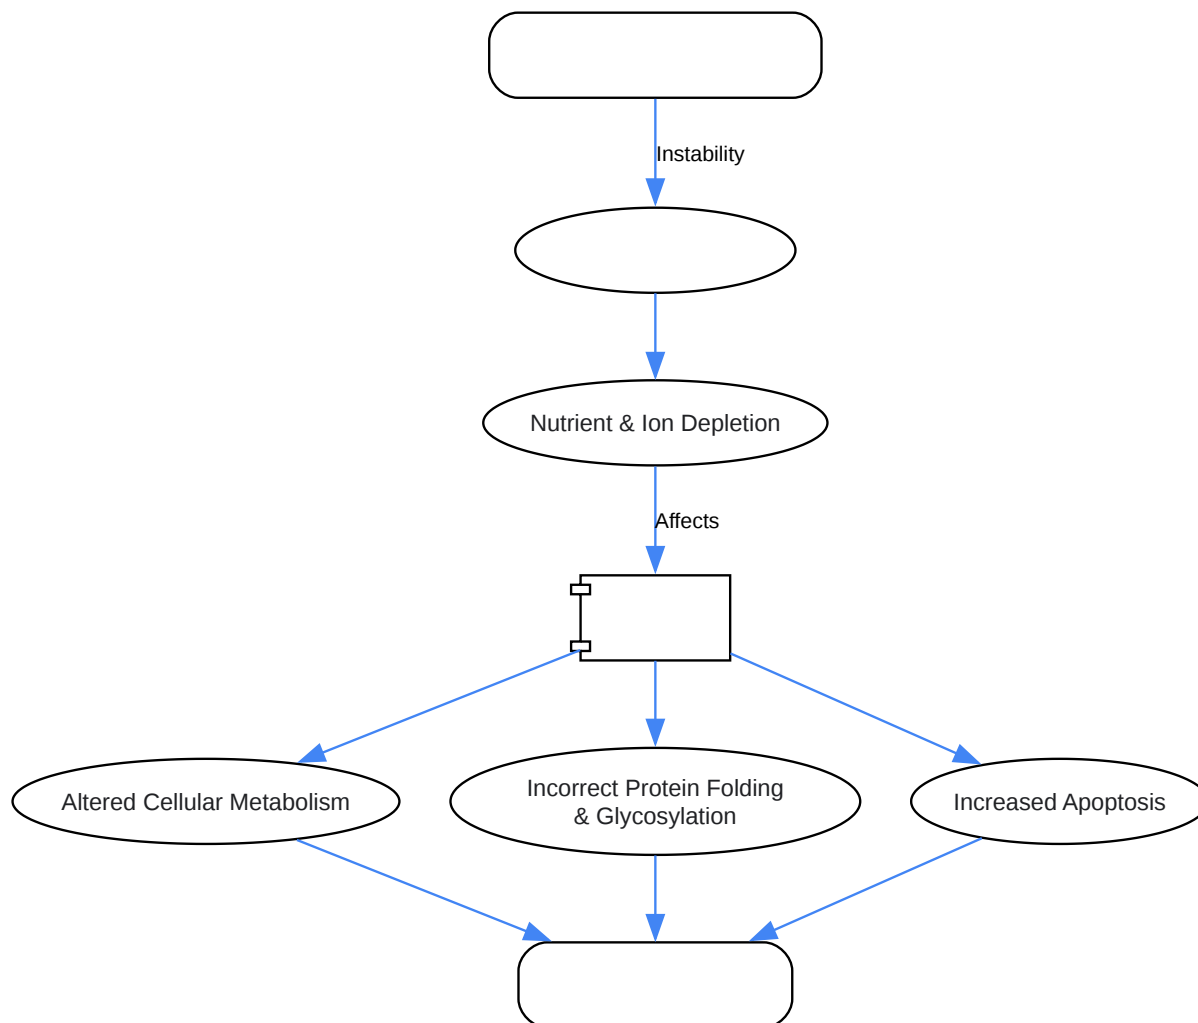 Instability
Nutrient & Ion Depletion
Affects
Altered Cellular Metabolism
Incorrect Protein Folding
& Glycosylation
Increased Apoptosis